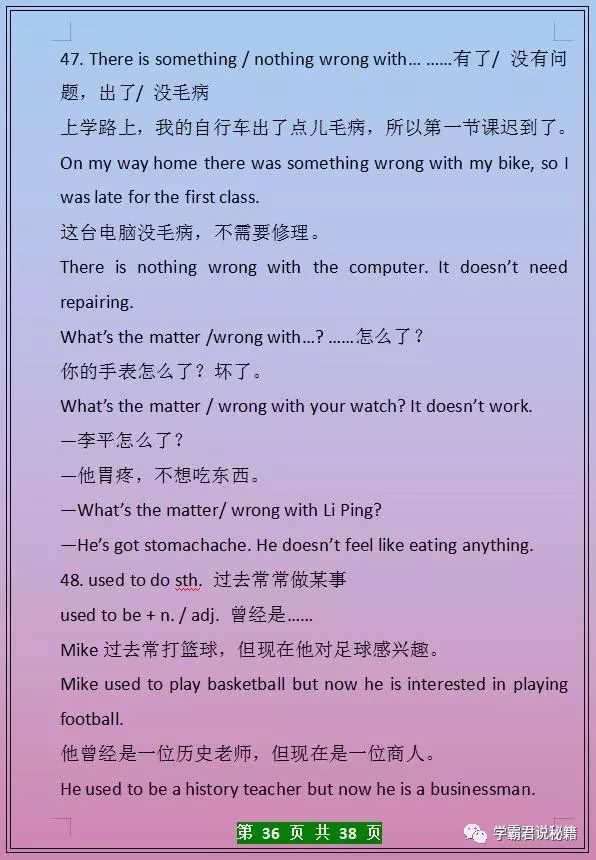 47. There is something / nothing wrong with… ……有了/ 没有问
题，出了/ 没毛病
上学路上，我的自行车出了点儿毛病，所以第一节课迟到了。
On my way home there was something wrong with my bike, so I
was late for the first class.
这台电脑没毛病，不需要修理。
There is nothing wrong with the computer. It doesn’t need
repairing.
What’s the matter /wrong with…? ……怎么了？
你的手表怎么了？坏了。
What’s the matter / wrong with your watch? It doesn’t work.
—李平怎么了？
—他胃疼，不想吃东西。
—What’s the matter/ wrong with Li Ping?
—He’s got stomachache. He doesn’t feel like eating anything.
48. used to do sth. 过去常常做某事
used to be + n. / adj. 曾经是……
Mike 过去常打篮球，但现在他对足球感兴趣。
Mike used to play basketball but now he is interested in playing
football.
他曾经是一位历史老师，但现在是一位商人。
He used to be a history teacher but now he is a businessman.
第 36 页 共 38 页
学霸君说秘籍